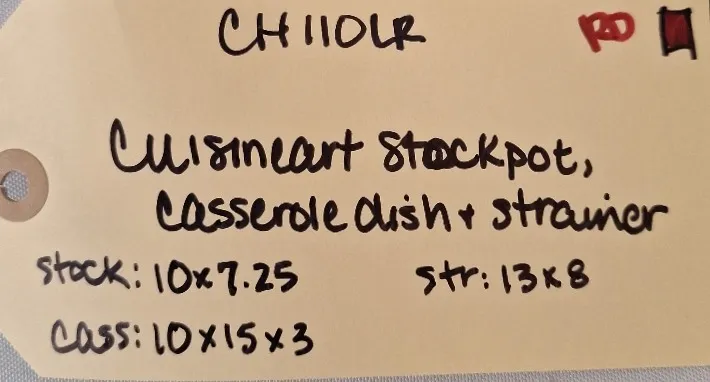 CH110LR RD
Cuisineart stockpot,
casserole dish + strainer
stock: 10x7.25 str: 13x8
cass: 10x15x3